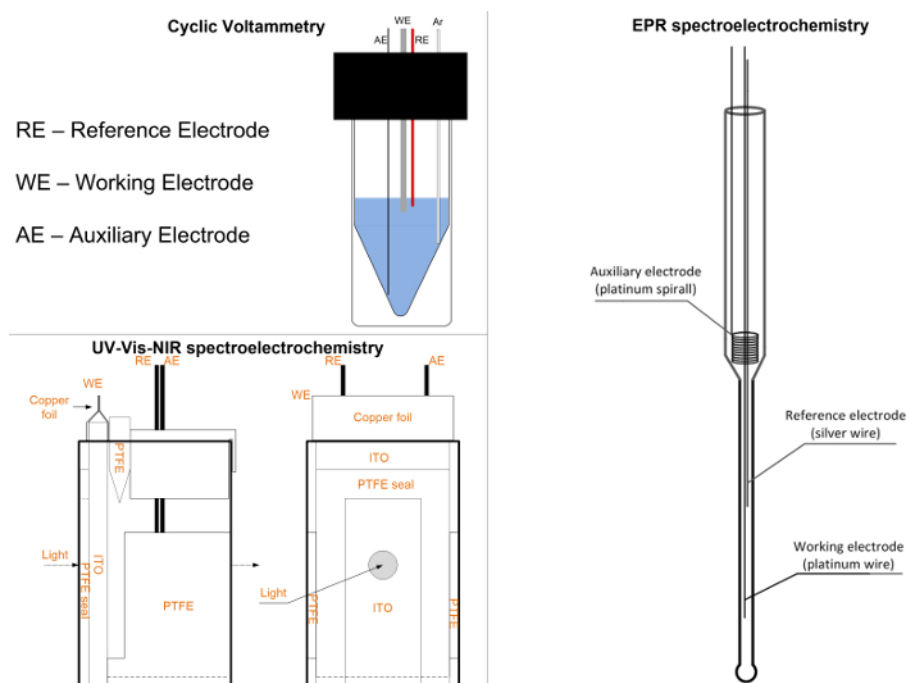 Cyclic Voltammetry
WE
Ar
AE
RE
RE – Reference Electrode
WE – Working Electrode
AE – Auxiliary Electrode
UV-Vis-NIR spectroelectrochemistry
RE AE
WE
Copper
foil
PTFE
Light
ITO
PTFE seal
PTFE
RE
AE
WE
Copper foil
ITO
PTFE seal
Light
ITO
PTFE
PTFE
EPR spectroelectrochemistry
Auxiliary electrode
(platinum spirall)
Reference electrode
(silver wire)
Working electrode
(platinum wire)